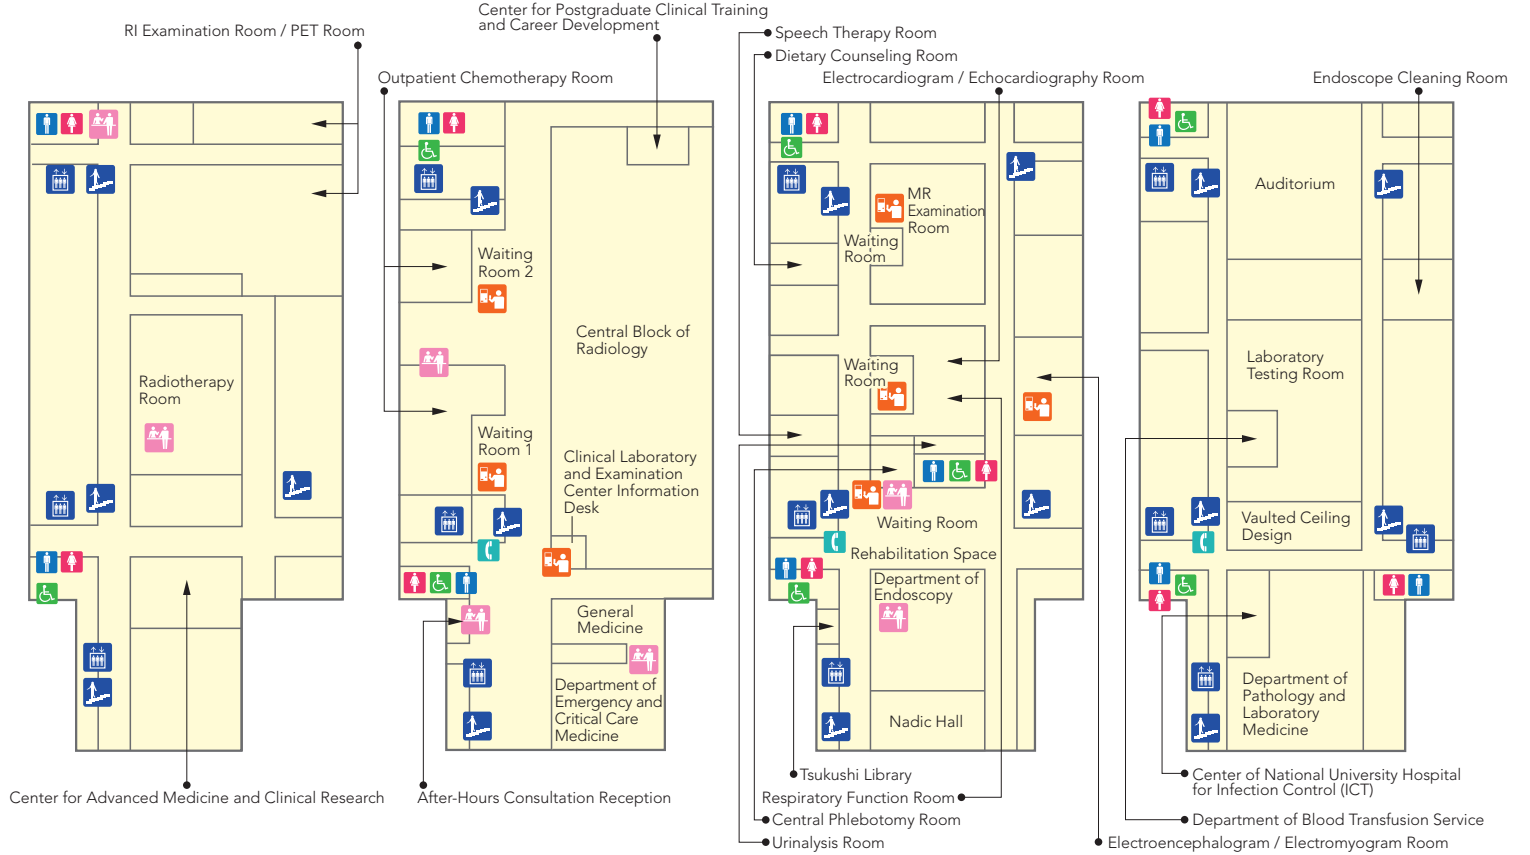 RI Examination Room / PET Room
Radiotherapy
Room
Center for Advanced Medicine and Clinical Research
Center for Postgraduate Clinical Training
and Career Development
Outpatient Chemotherapy Room
Waiting
Room 2
Central Block of
Radiology
Waiting
Room 1
Clinical Laboratory
and Examination
Center Information
Desk
General
Medicine
Department of
Emergency and
Critical Care
Medicine
After-Hours Consultation Reception
Speech Therapy Room
Dietary Counseling Room
Electrocardiogram / Echocardiography Room
MR
Examination
Room
Waiting
Room
Waiting
Room
Waiting Room
Rehabilitation Space
Department of
Endoscopy
Nadic Hall
Tsukushi Library
Respiratory Function Room
Central Phlebotomy Room
Urinalysis Room
Endoscope Cleaning Room
Auditorium
Laboratory
Testing Room
Vaulted Ceiling
Design
Department of
Pathology and
Laboratory
Medicine
Center of National University Hospital
for Infection Control (ICT)
Department of Blood Transfusion Service
Electroencephalogram / Electromyogram Room